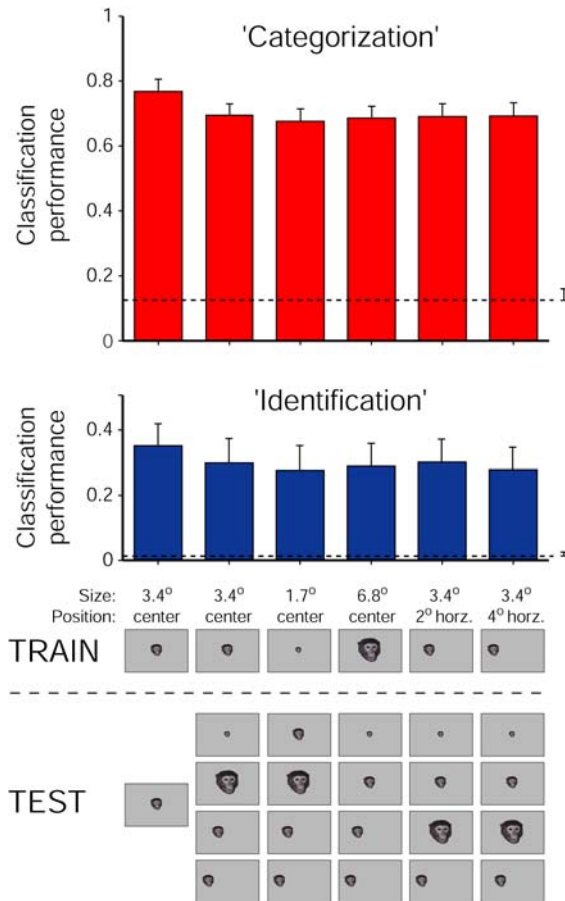 'Categorization'
Classification
performance
1
0.8
0.6
0.4
0.2
0
'Identification'
Classification
performance
0.4
0.2
0
Size: 3.4° 3.4° 1.7° 6.8° 3.4° 3.4°
Position: center center center center 2° horz. 4° horz.
TRAIN
TEST